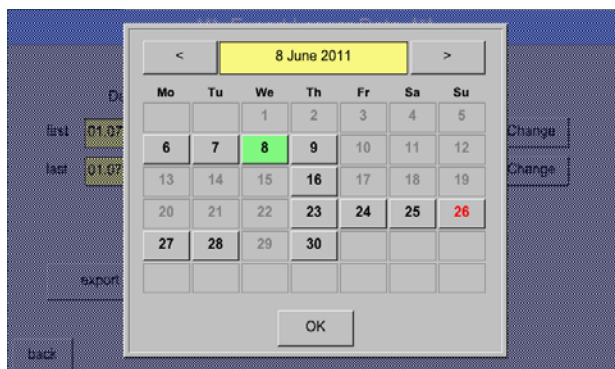 < 8 June 2011 >
Mo Tu We Th Fr Sa Su
1 2 3 4 5
6 7 8 9 10 11 12
first 01.07 Change
13 14 15 16 17 18 19
last 01.07 Change
20 21 22 23 24 25 26
27 28 29 30
export
OK
back